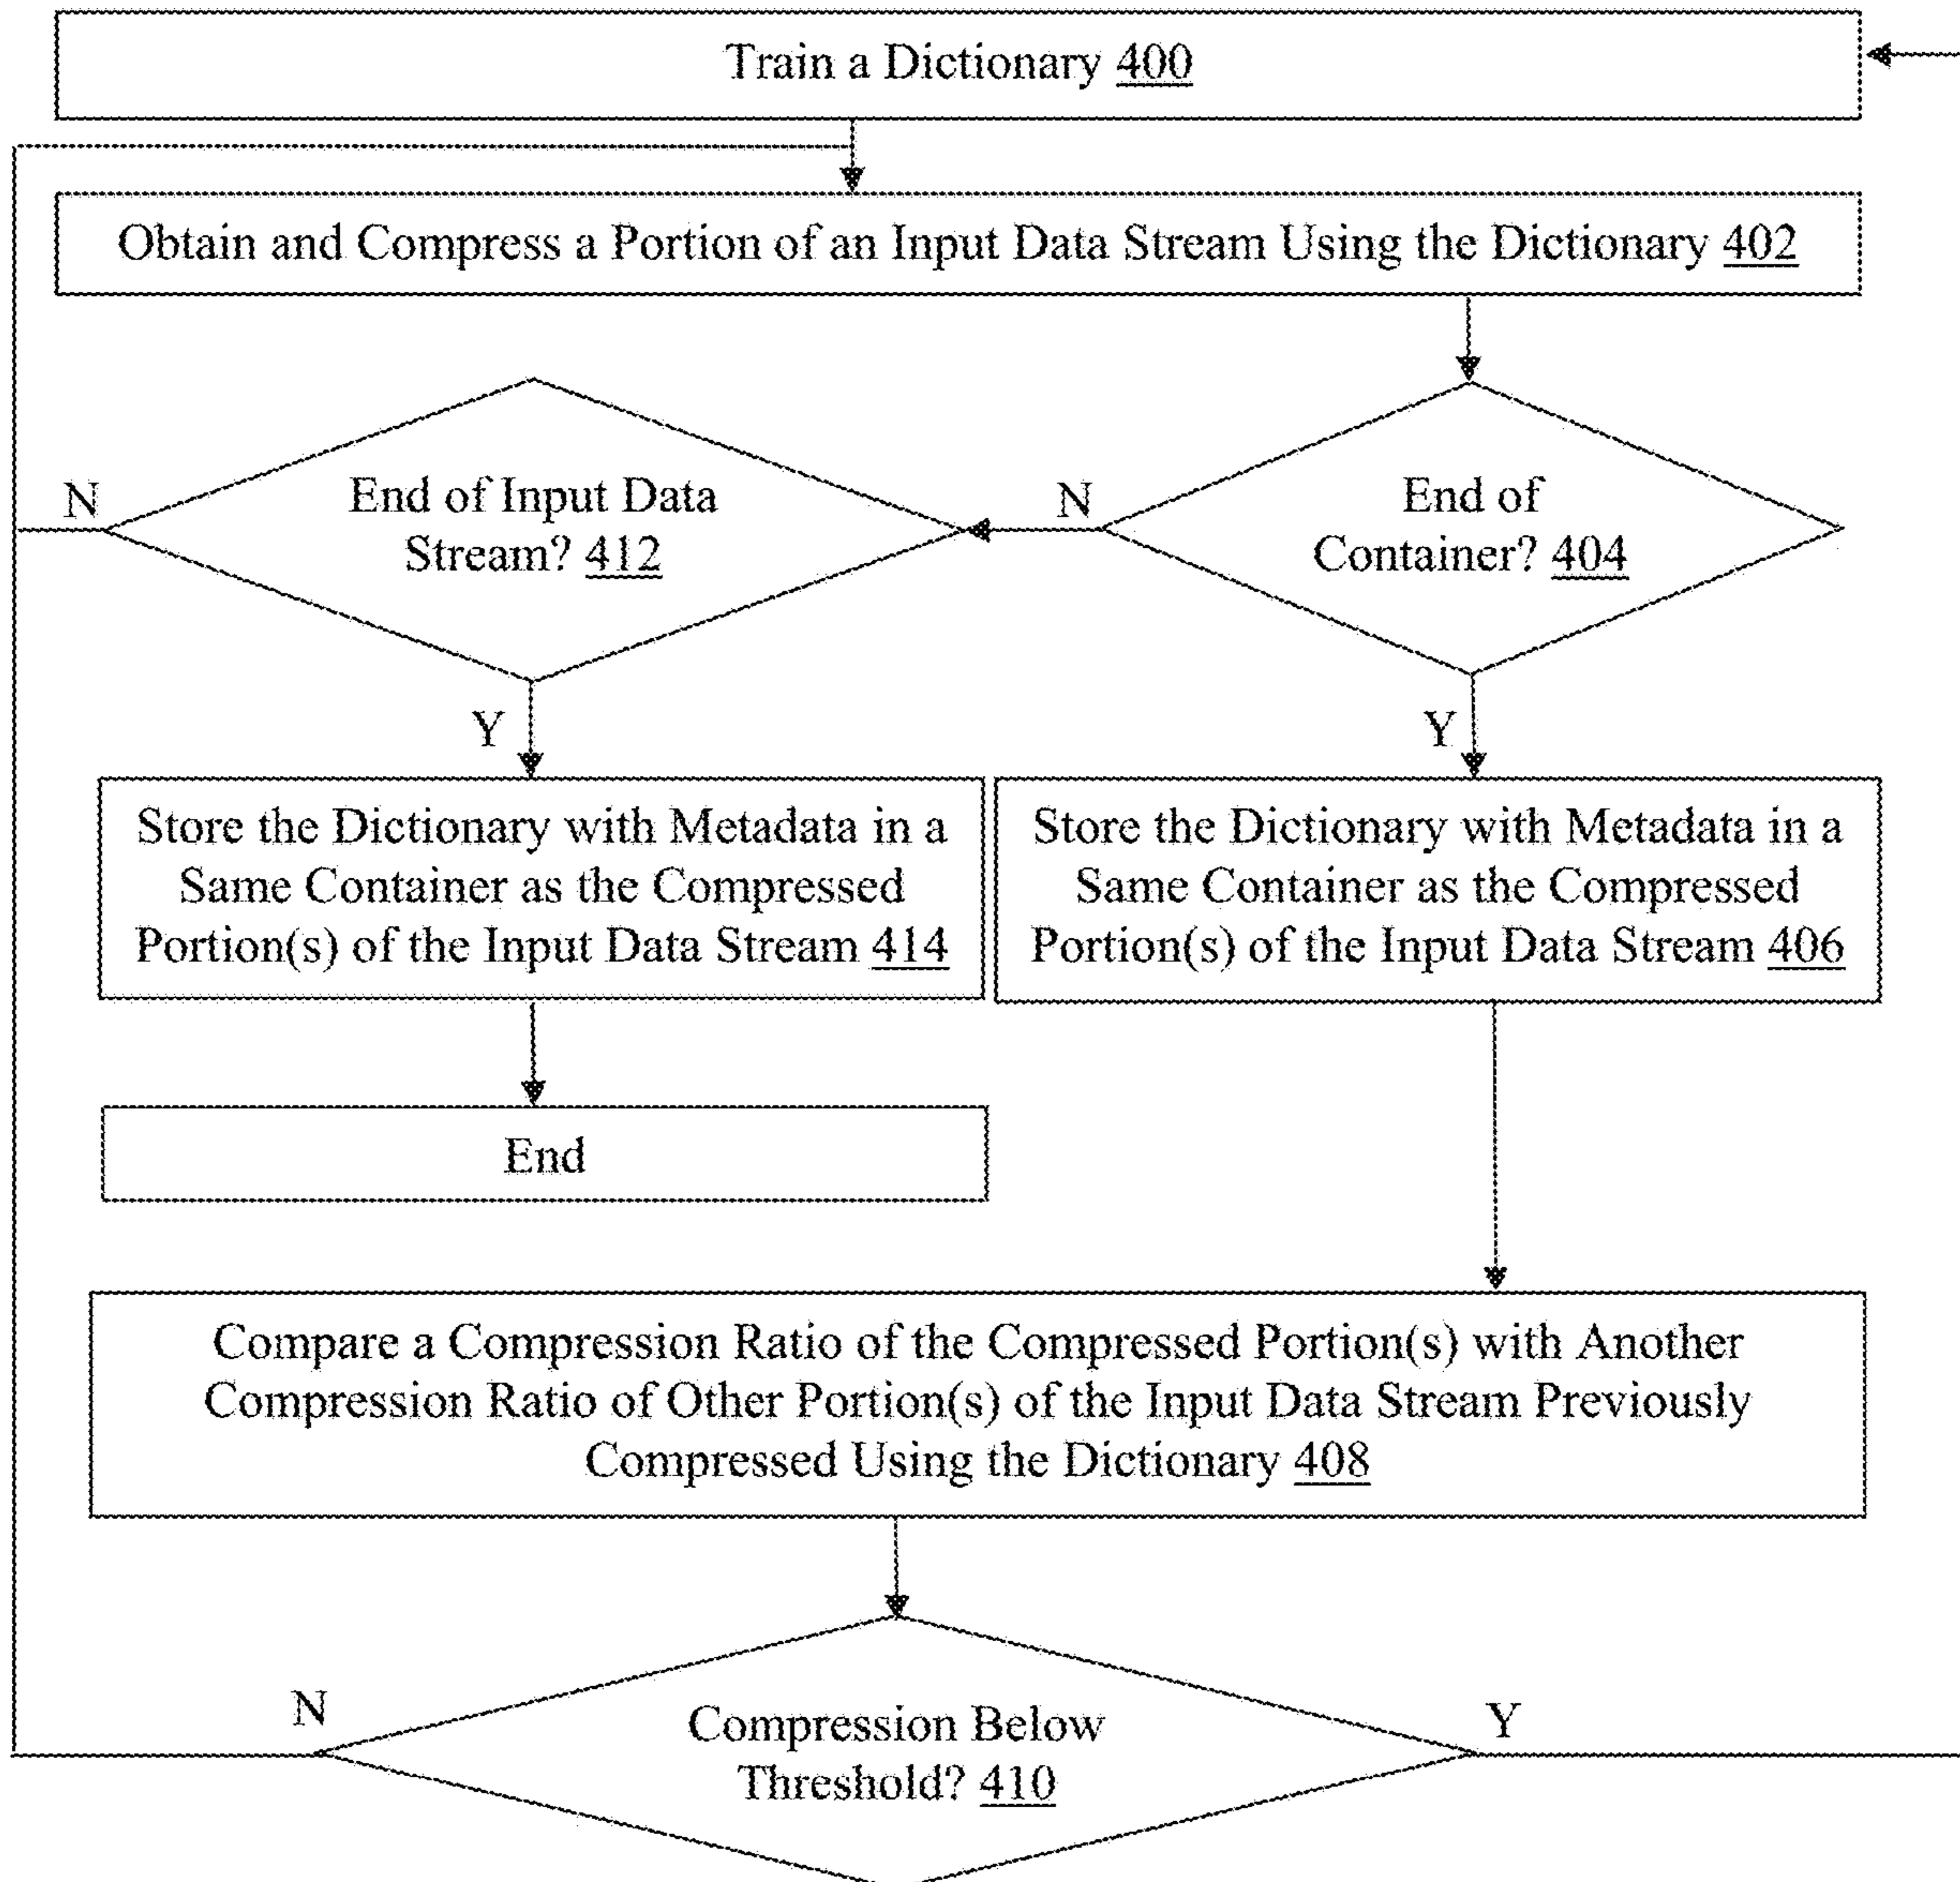 Train a Dictionary 400
Obtain and Compress a Portion of an Input Data Stream Using the Dictionary 402
N
End of Input Data
Stream? 412
N
End of
Container? 404
Y
Y
Store the Dictionary with Metadata in a
Same Container as the Compressed
Portion(s) of the Input Data Stream 414
Store the Dictionary with Metadata in a
Same Container as the Compressed
Portion(s) of the Input Data Stream 406
End
Compare a Compression Ratio of the Compressed Portion(s) with Another
Compression Ratio of Other Portion(s) of the Input Data Stream Previously
Compressed Using the Dictionary 408
N
Compression Below
Threshold? 410
Y